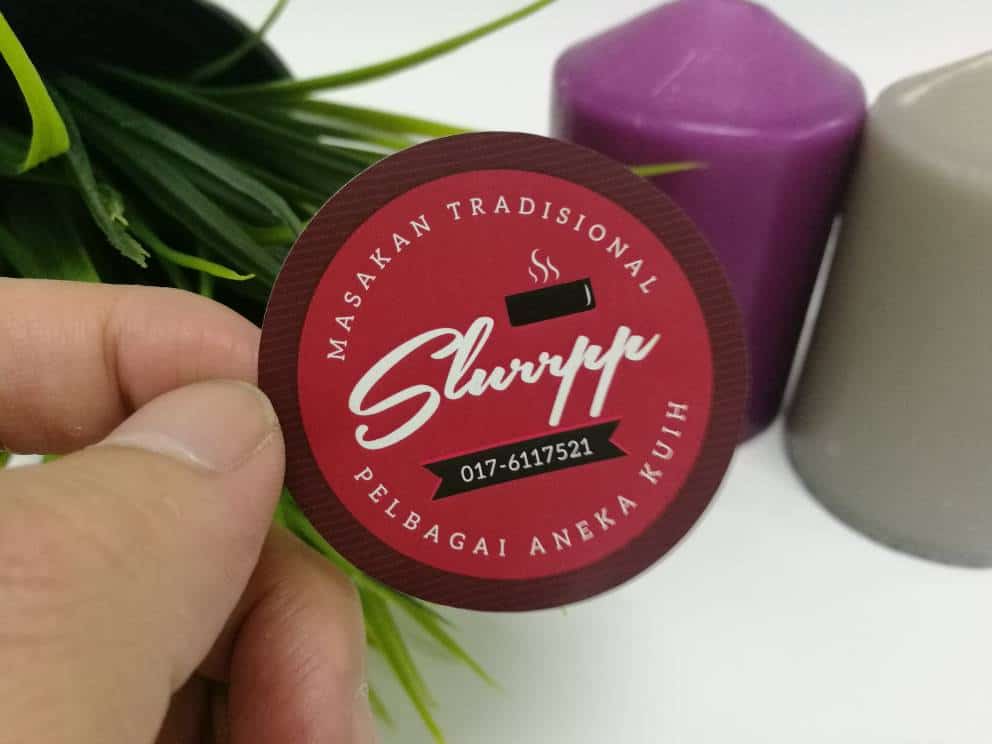 MASAKAN TRADISIONAL
Slurrpp
017-6117521
PELBAGAI ANEKA KUIH